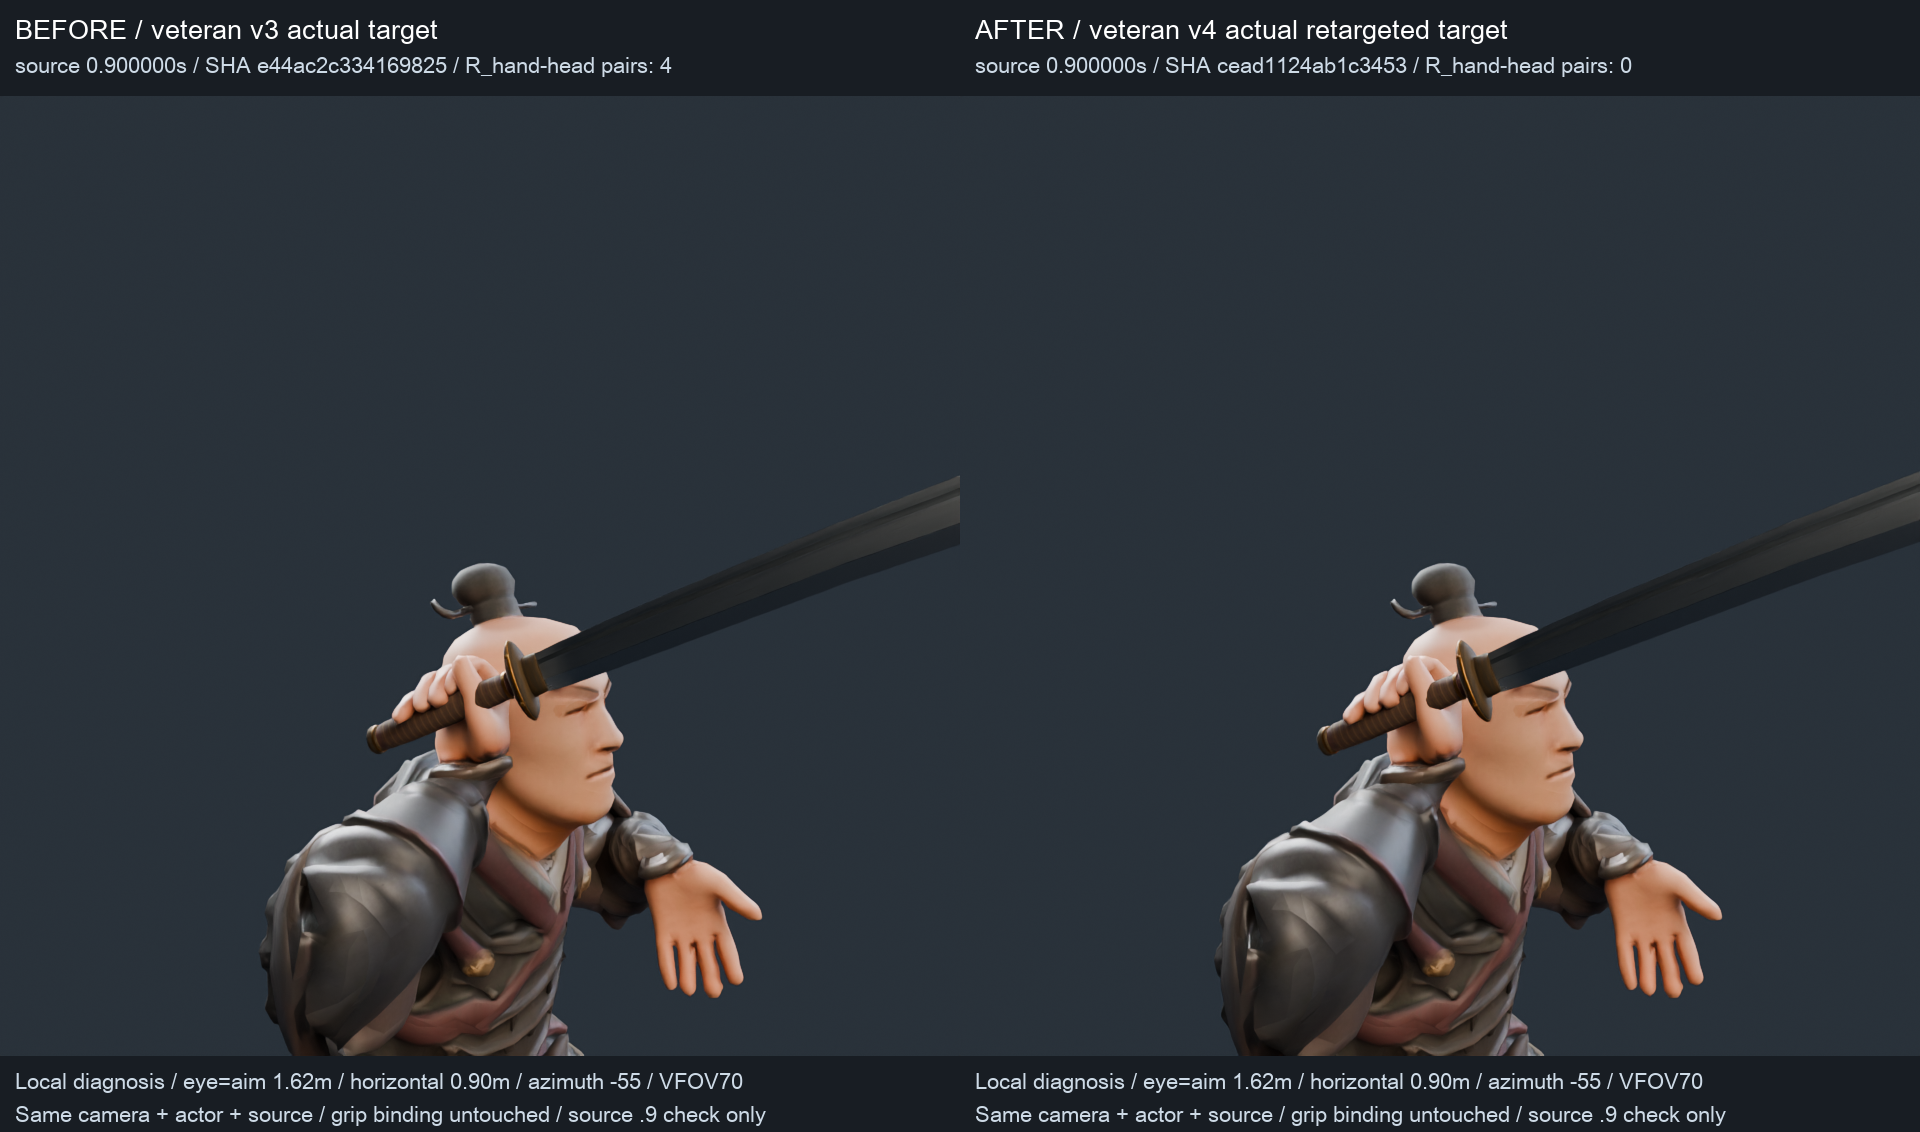 BEFORE / veteran v3 actual target
source 0.900000s / SHA e44ac2c334169825 / R_hand-head pairs: 4
AFTER / veteran v4 actual retargeted target
source 0.900000s / SHA cead1124ab1c3453 / R_hand-head pairs: 0
Local diagnosis / eye=aim 1.62m / horizontal 0.90m / azimuth -55 / VFOV70
Same camera + actor + source / grip binding untouched / source .9 check only
Local diagnosis / eye=aim 1.62m / horizontal 0.90m / azimuth -55 / VFOV70
Same camera + actor + source / grip binding untouched / source .9 check only